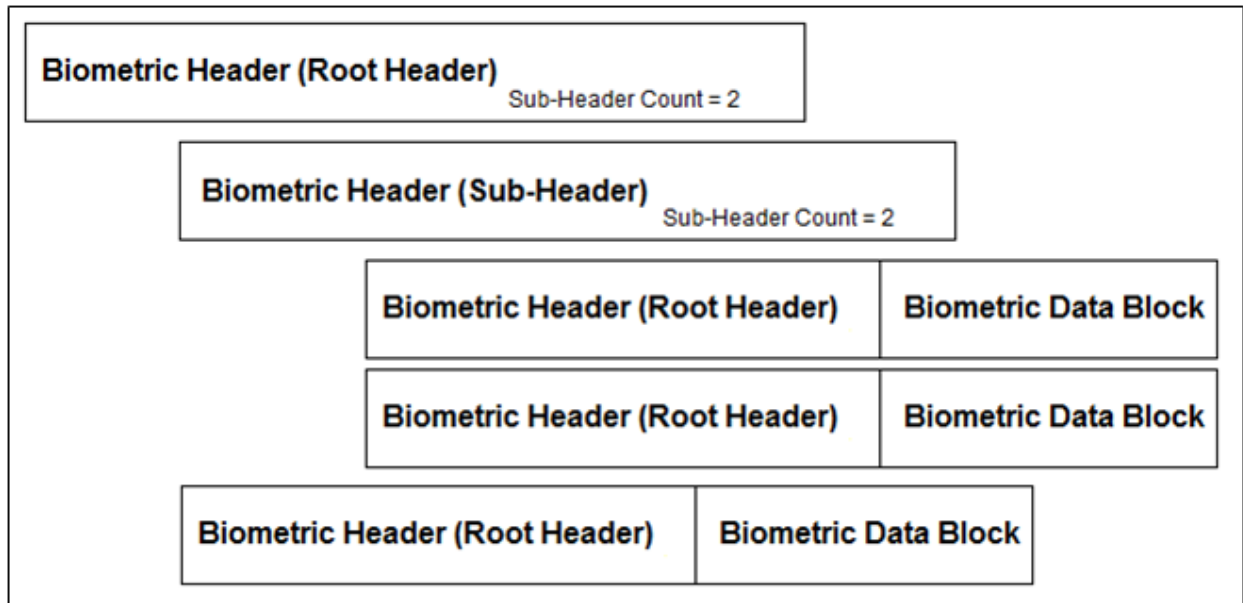 Biometric Header (Root Header)
Sub-Header Count = 2
Biometric Header (Sub-Header)
Sub-Header Count = 2
Biometric Header (Root Header) Biometric Data Block
Biometric Header (Root Header) Biometric Data Block
Biometric Header (Root Header) Biometric Data Block